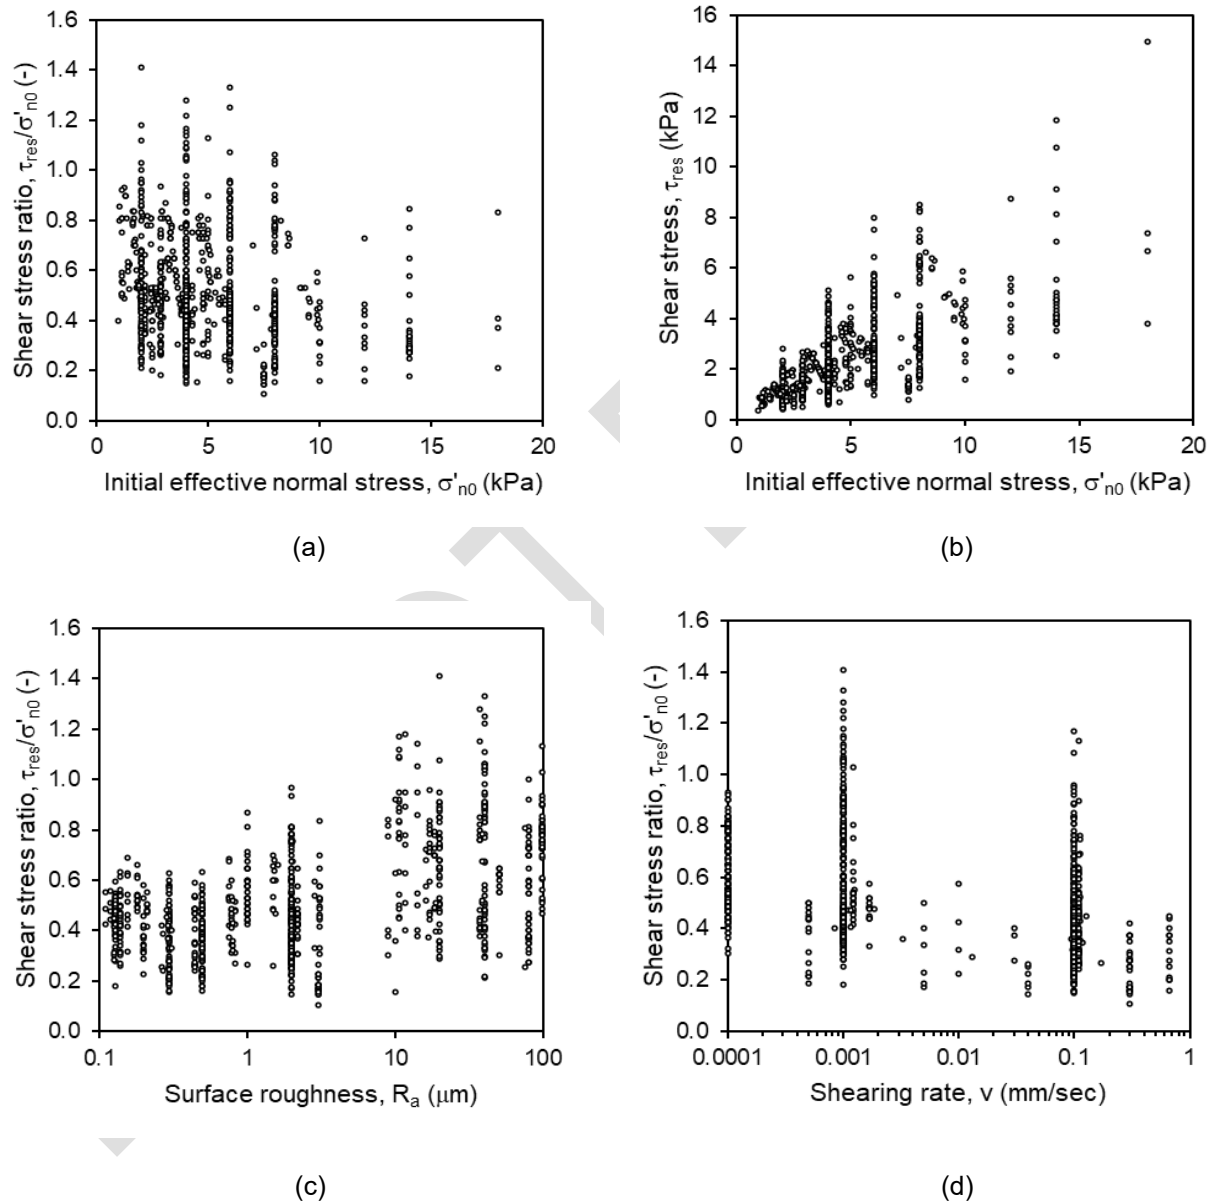 1.6
1.4
1.2
1.0
0.8
0.6
0.4
0.2
0.0
Shear stress ratio, τres/σ'n0 (-)
0 5 10 15 20
Initial effective normal stress, σ'n0 (kPa)
(a)
16
14
12
10
8
6
4
2
0
Shear stress, τres (kPa)
0 5 10 15 20
Initial effective normal stress, σ'n0 (kPa)
(b)
1.6
1.4
1.2
1.0
0.8
0.6
0.4
0.2
0.0
Shear stress ratio, τres/σ'n0 (-)
0.1 1 10 100
Surface roughness, Ra (μm)
(c)
1.6
1.4
1.2
1.0
0.8
0.6
0.4
0.2
0.0
Shear stress ratio, τres/σ'n0 (-)
0.0001 0.001 0.01 0.1 1
Shearing rate, v (mm/sec)
(d)